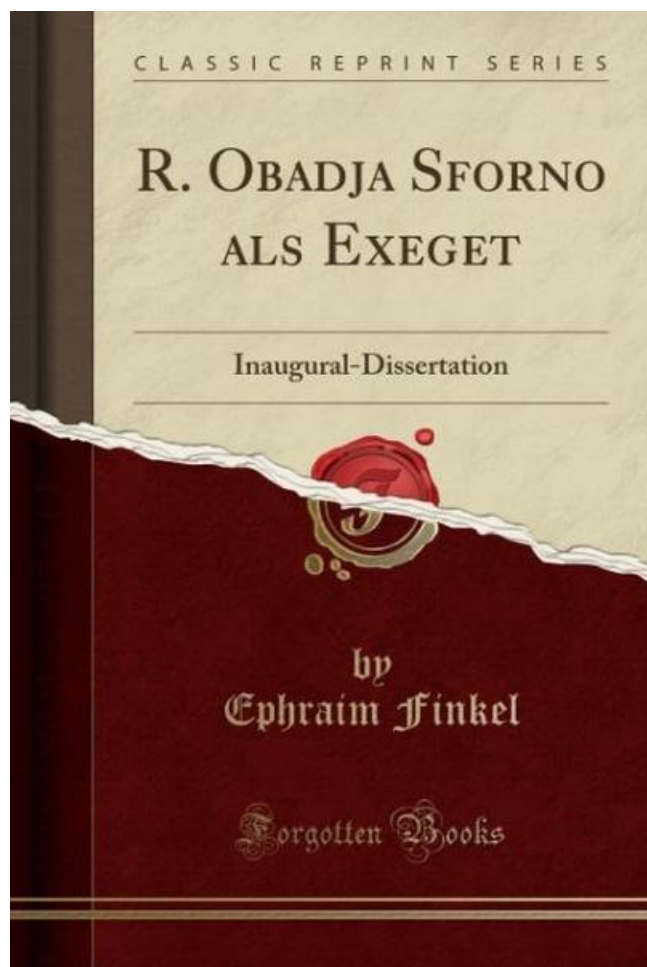 CLASSIC REPRINT SERIES
R. OBADJA SFORNO
ALS EXEGET
Inaugural-Dissertation
by
Ephraim Finkel
Forgotten Books